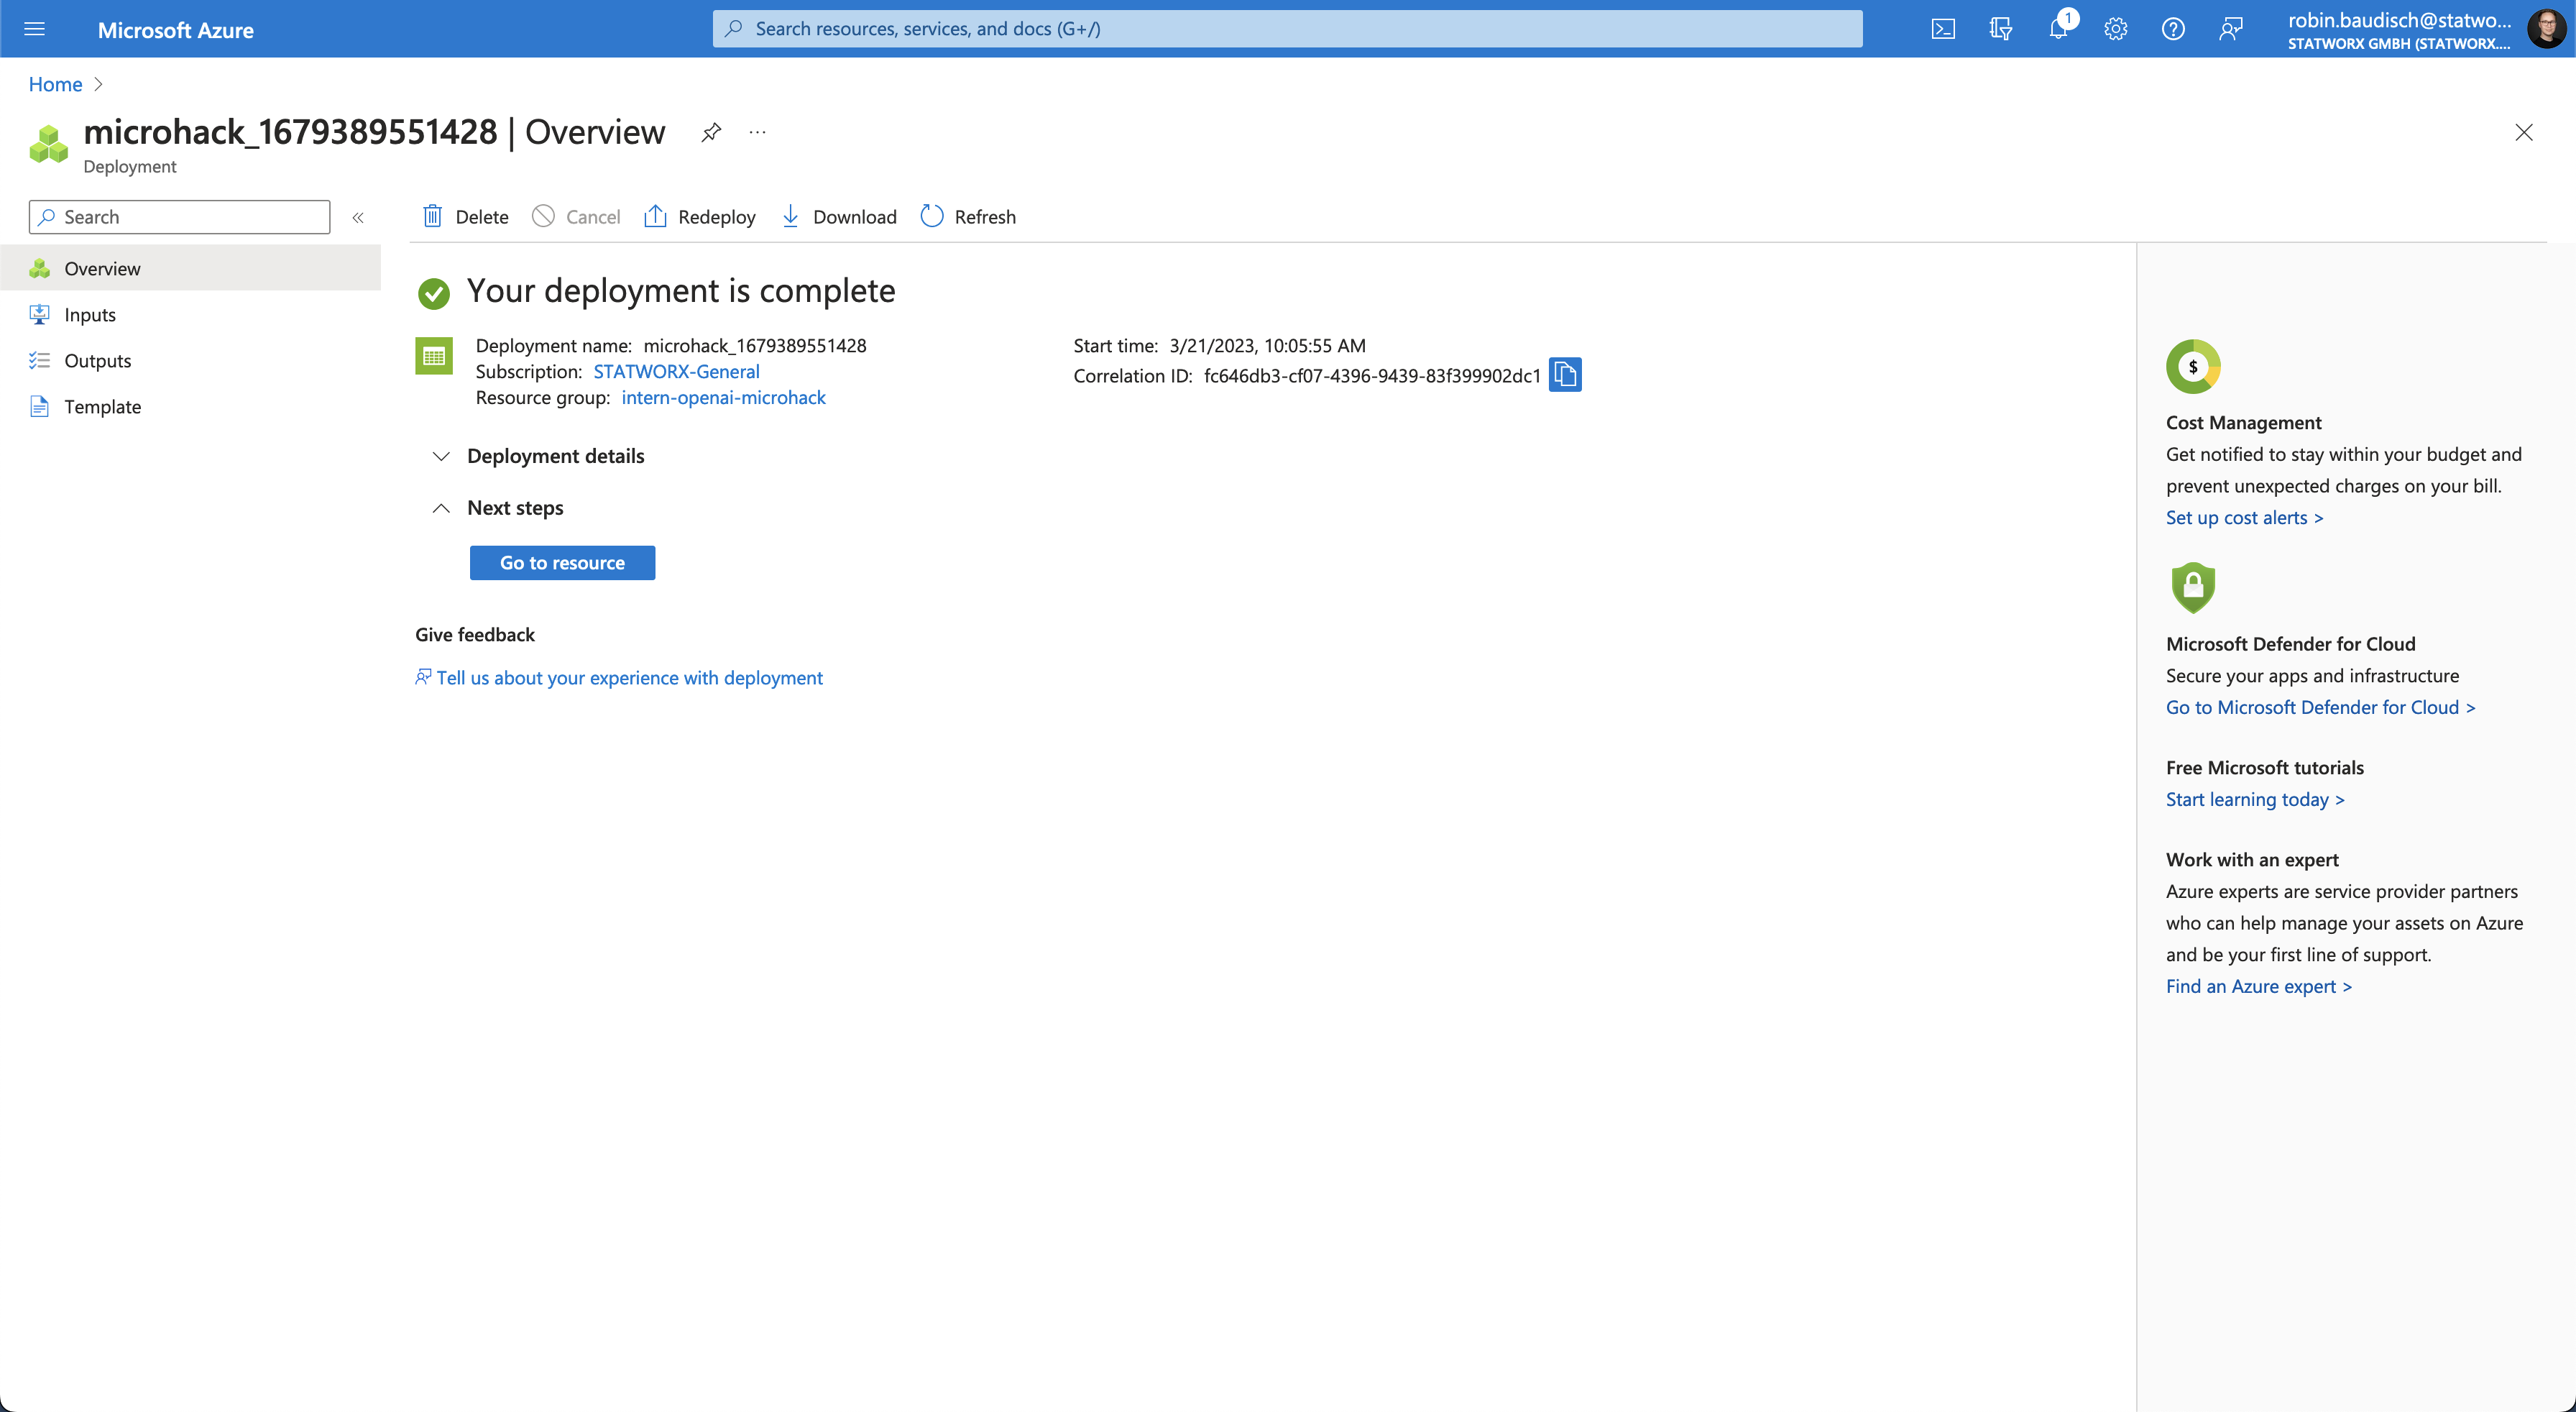 Microsoft Azure
Search resources, services, and docs (G+/)
1
robin.baudisch@statwo...
STATWORX GMBH (STATWORX....
Home
microhack_1679389551428 | Overview
Deployment
Search
Delete
Cancel
Redeploy
Download
Refresh
Overview
Inputs
Outputs
Template
Your deployment is complete
Deployment name: microhack_1679389551428
Subscription: STATWORX-General
Resource group: intern-openai-microhack
Start time: 3/21/2023, 10:05:55 AM
Correlation ID: fc646db3-cf07-4396-9439-83f399902dc1
Deployment details
Next steps
Go to resource
Give feedback
Tell us about your experience with deployment
$
Cost Management
Get notified to stay within your budget and
prevent unexpected charges on your bill.
Set up cost alerts >
Microsoft Defender for Cloud
Secure your apps and infrastructure
Go to Microsoft Defender for Cloud >
Free Microsoft tutorials
Start learning today >
Work with an expert
Azure experts are service provider partners
who can help manage your assets on Azure
and be your first line of support.
Find an Azure expert >